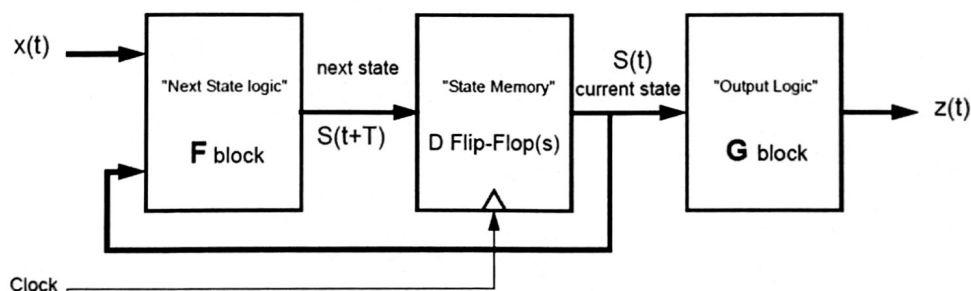 x(t)
"Next State logic"
F block
next state
S(t+T)
"State Memory"
D Flip-Flop(s)
S(t)
current state
"Output Logic"
G block
z(t)
Clock